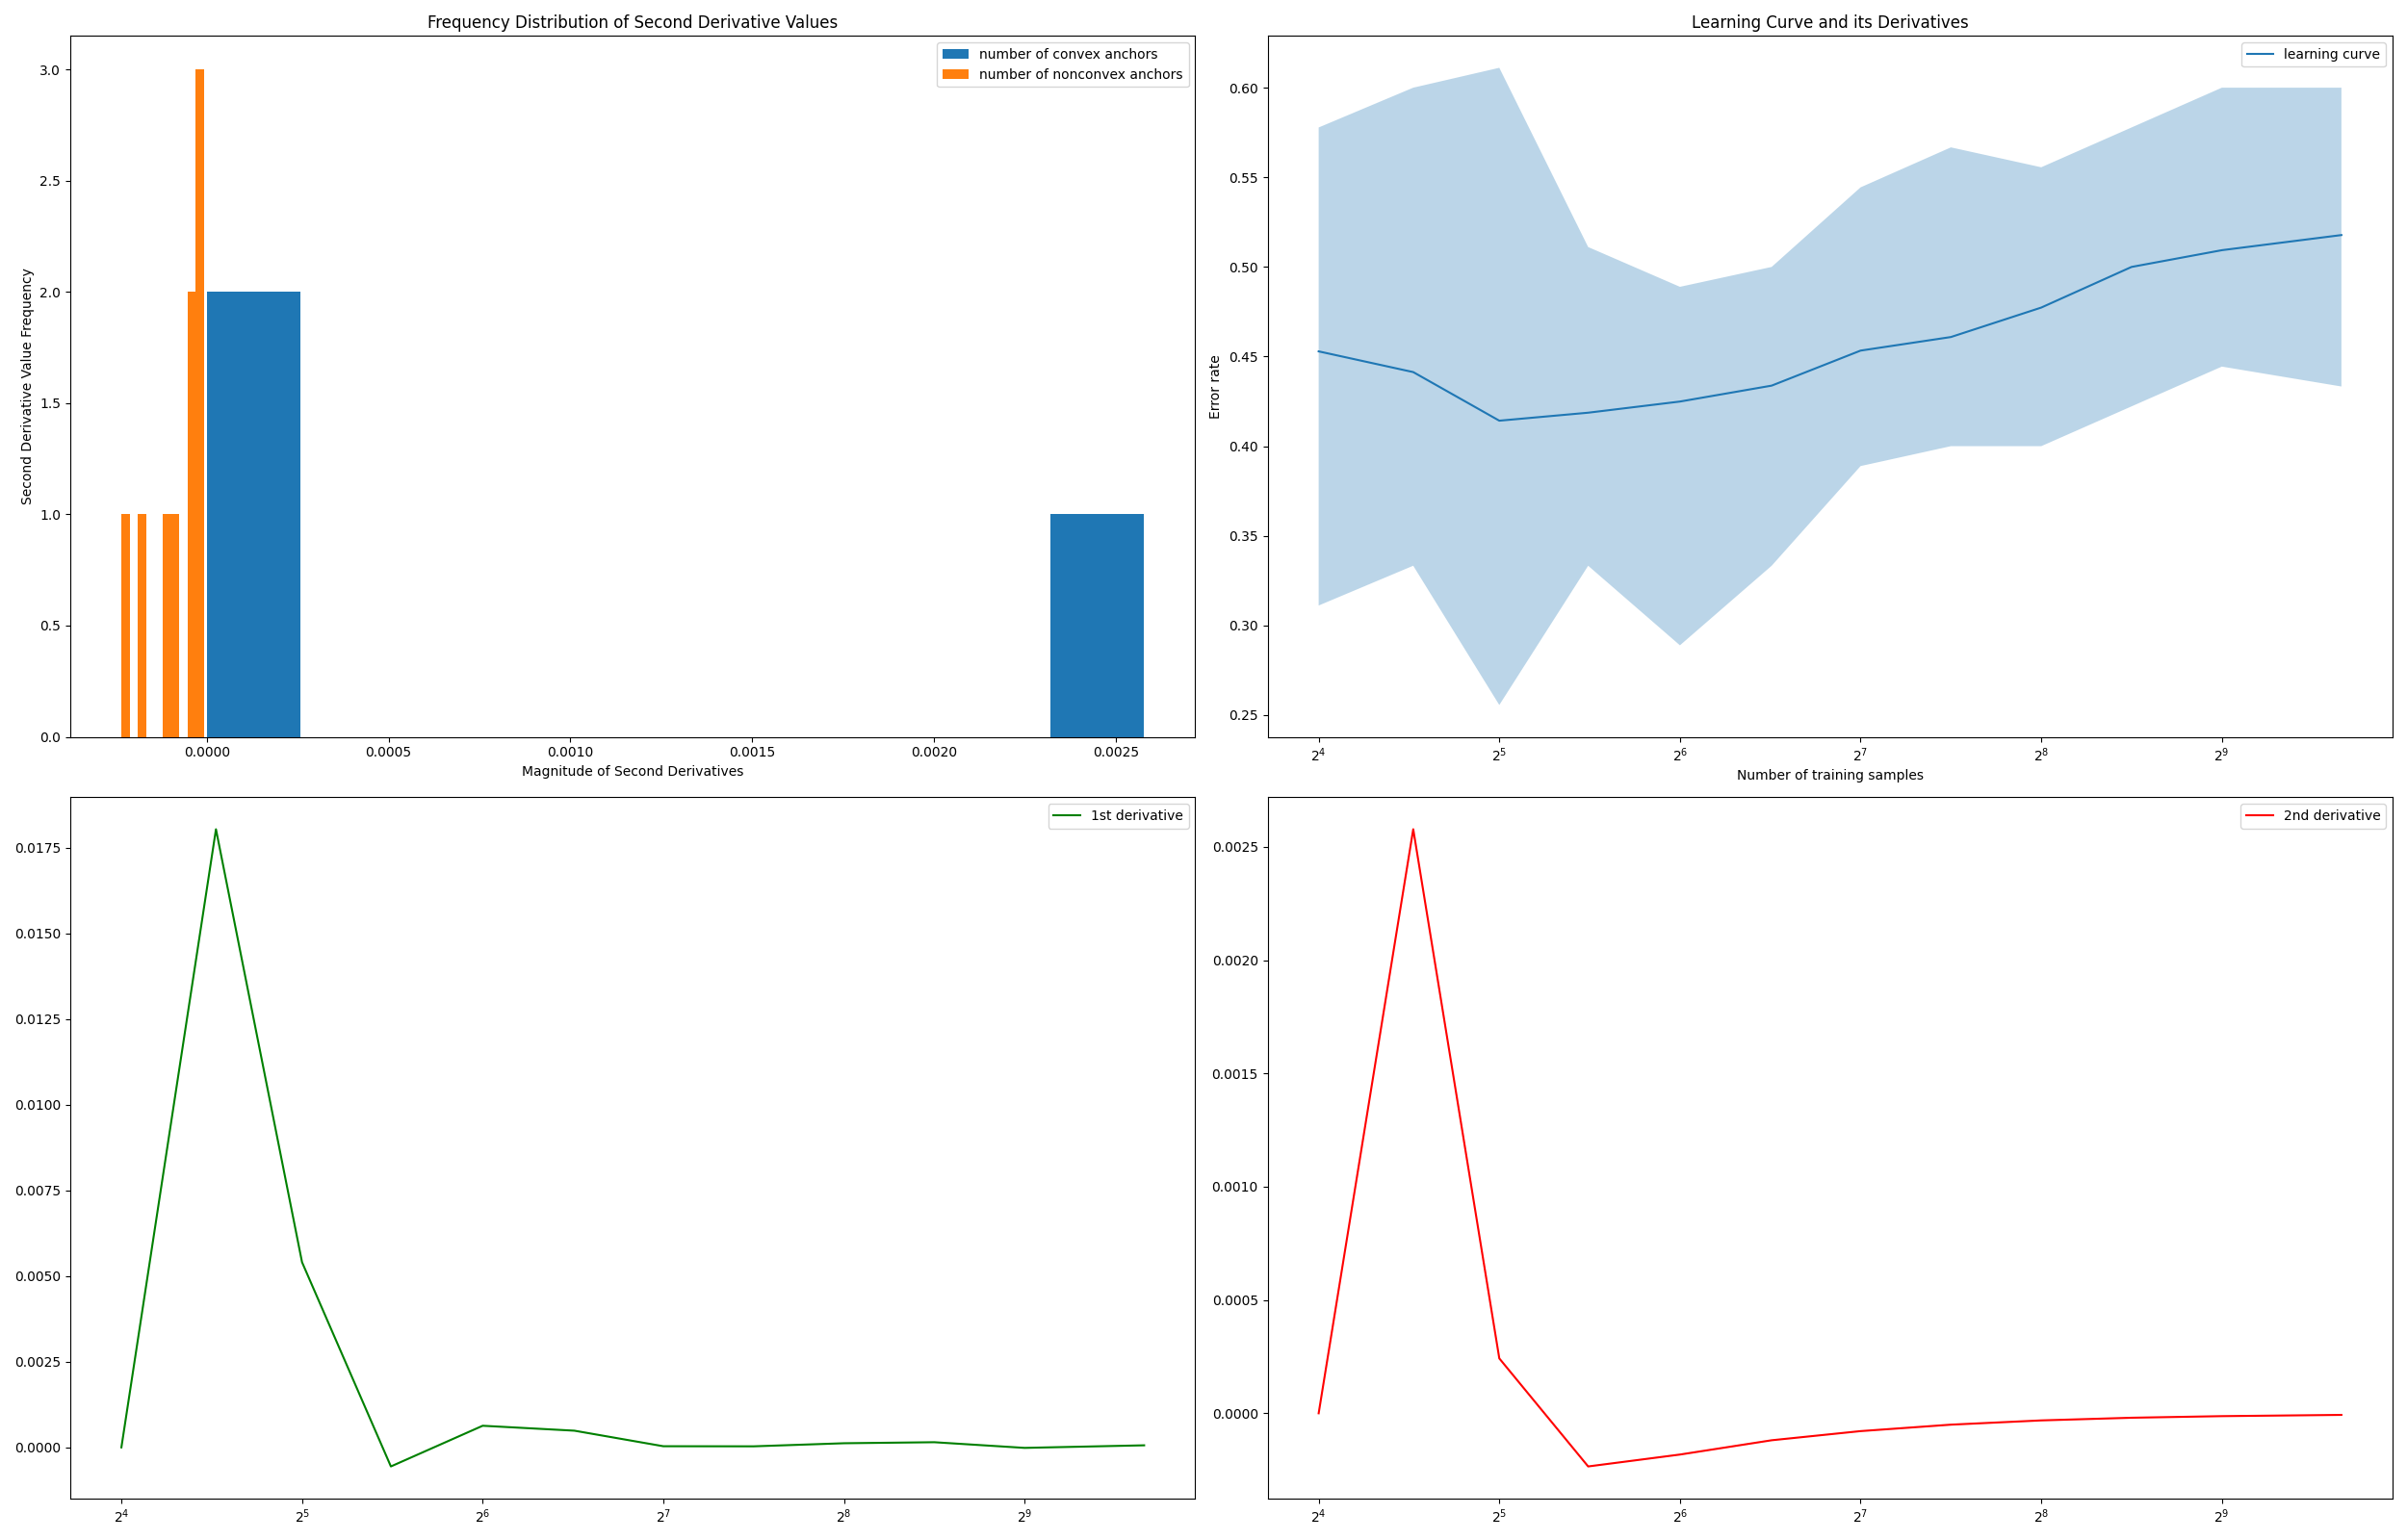 Frequency Distribution of Second Derivative Values
number of convex anchors
number of nonconvex anchors
Second Derivative Value Frequency
3.0
2.5
2.0
1.5
1.0
0.5
0.0
0.0000 0.0005 0.0010 0.0015 0.0020 0.0025
Magnitude of Second Derivatives
Learning Curve and its Derivatives
learning curve
Error rate
0.60
0.55
0.50
0.45
0.40
0.35
0.30
0.25
2⁴ 2⁵ 2⁶ 2⁷ 2⁸ 2⁹
Number of training samples
1st derivative
0.0175
0.0150
0.0125
0.0100
0.0075
0.0050
0.0025
0.0000
2⁴ 2⁵ 2⁶ 2⁷ 2⁸ 2⁹
2nd derivative
0.0025
0.0020
0.0015
0.0010
0.0005
0.0000
2⁴ 2⁵ 2⁶ 2⁷ 2⁸ 2⁹